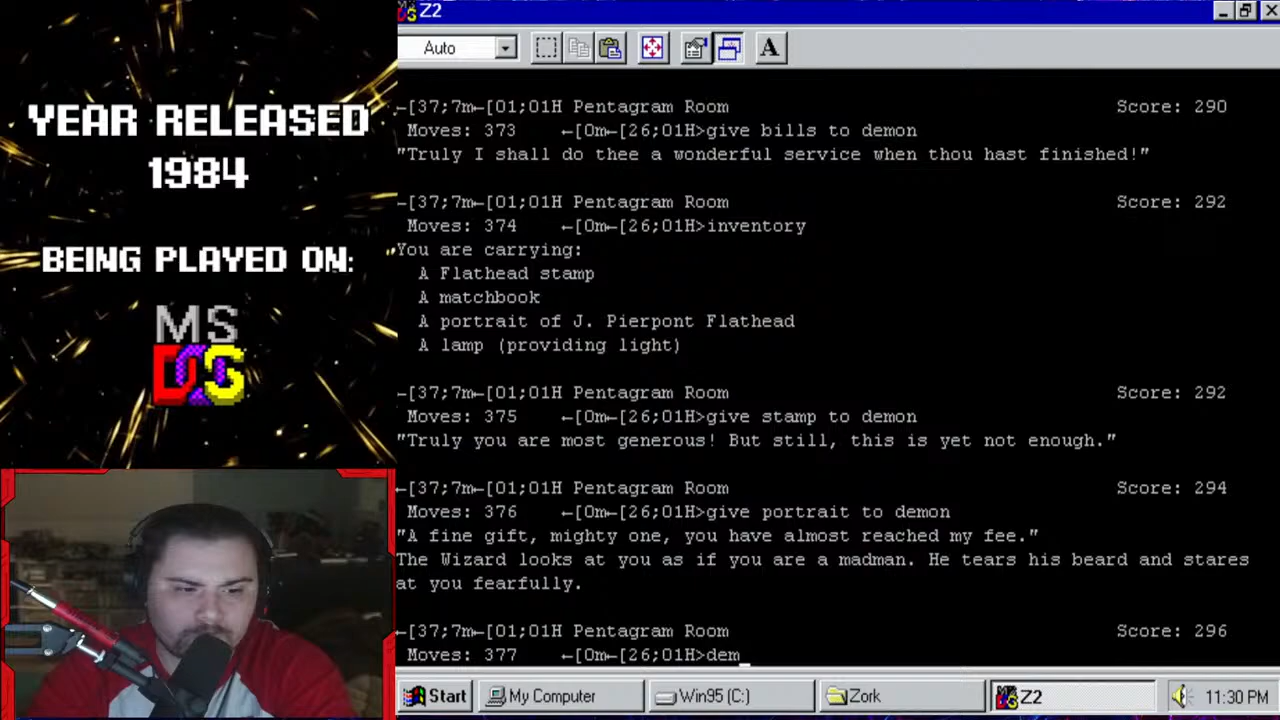 YEAR RELEASED
1984
BEING PLAYED ON:
MS
DOS
Z2
Auto
A
←[37;7m←[01;01H Pentagram Room Score: 290
Moves: 373 ←[0m←[26;01H>give bills to demon
"Truly I shall do thee a wonderful service when thou hast finished!"
←[37;7m←[01;01H Pentagram Room Score: 292
Moves: 374 ←[0m←[26;01H>inventory
You are carrying:
A Flathead stamp
A matchbook
A portrait of J. Pierpont Flathead
A lamp (providing light)
←[37;7m←[01;01H Pentagram Room Score: 292
Moves: 375 ←[0m←[26;01H>give stamp to demon
"Truly you are most generous! But still, this is yet not enough."
←[37;7m←[01;01H Pentagram Room Score: 294
Moves: 376 ←[0m←[26;01H>give portrait to demon
"A fine gift, mighty one, you have almost reached my fee."
The Wizard looks at you as if you are a madman. He tears his beard and stares
at you fearfully.
←[37;7m←[01;01H Pentagram Room Score: 296
Moves: 377 ←[0m←[26;01H>dem_
Start My Computer Win95 (C:) Zork Z2 11:30 PM